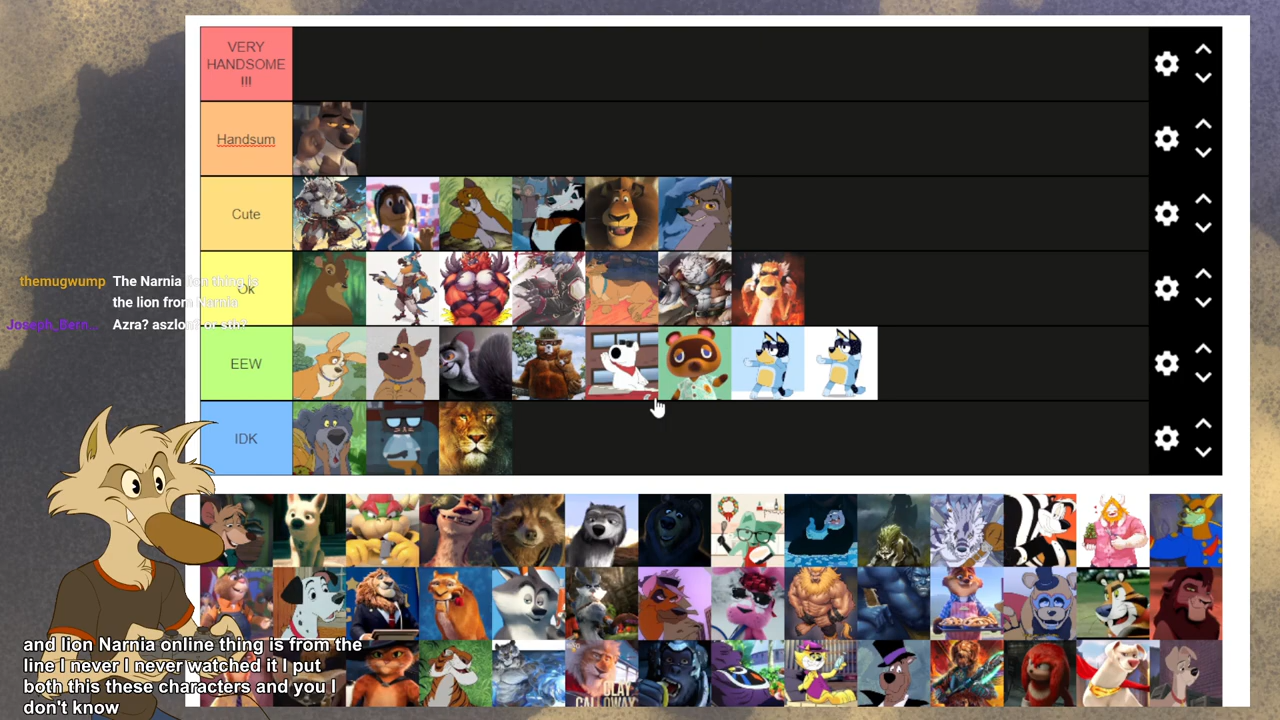 VERY
HANDSOME
!!!
Handsum
Cute
themugwump The Narnia lion thing is
the lion from Narnia
Ok
Azra? aszlon? or sth?
EEW
IDK
CLAY
CALLOWAY
and lion Narnia online thing is from the
line I never I never watched it I put
both this these characters and you I
don't know